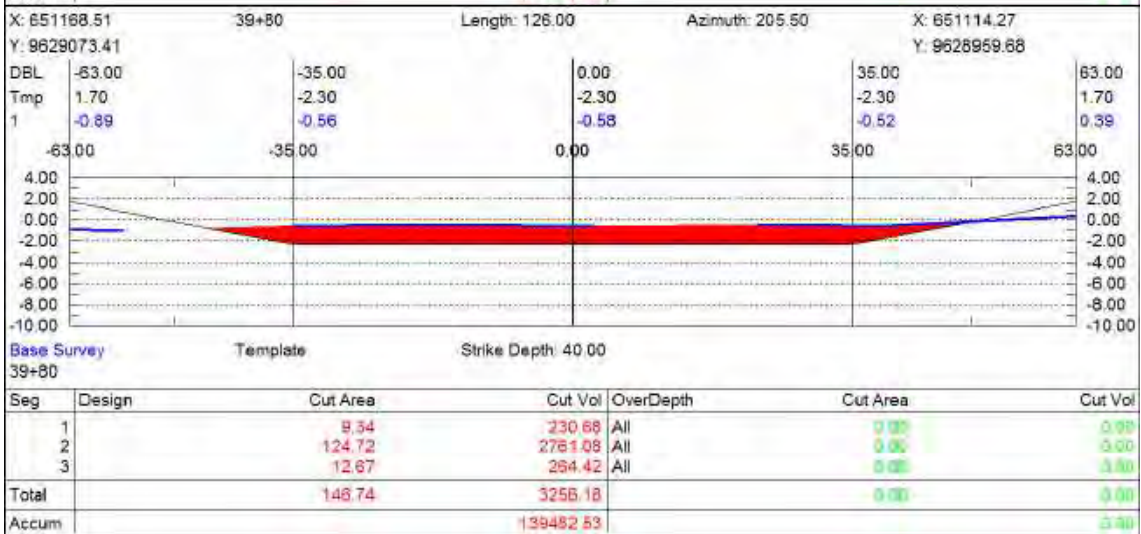 X: 651168.51 39+80 Length: 126.00 Azimuth: 205.50 X: 651114.27
Y: 9629073.41 Y: 9628959.68
DBL -63.00 -35.00 0.00 35.00 63.00
Tmp 1.70 -2.30 -2.30 -2.30 1.70
1 -0.89 -0.56 -0.58 -0.52 0.39
-63.00 -35.00 0.00 35.00 63.00
4.00 4.00
2.00 2.00
0.00 0.00
-2.00 -2.00
-4.00 -4.00
-6.00 -6.00
-8.00 -8.00
-10.00 -10.00
Base Survey Template Strike Depth: 40.00
39+80
Seg Design Cut Area Cut Vol OverDepth Cut Area Cut Vol
1 9.34 230.68 All 0.00 0.00
2 124.72 2761.08 All 0.00 0.00
3 12.67 264.42 All 0.00 0.00
Total 146.74 3256.18 0.00 0.00
Accum 139482.53 0.00